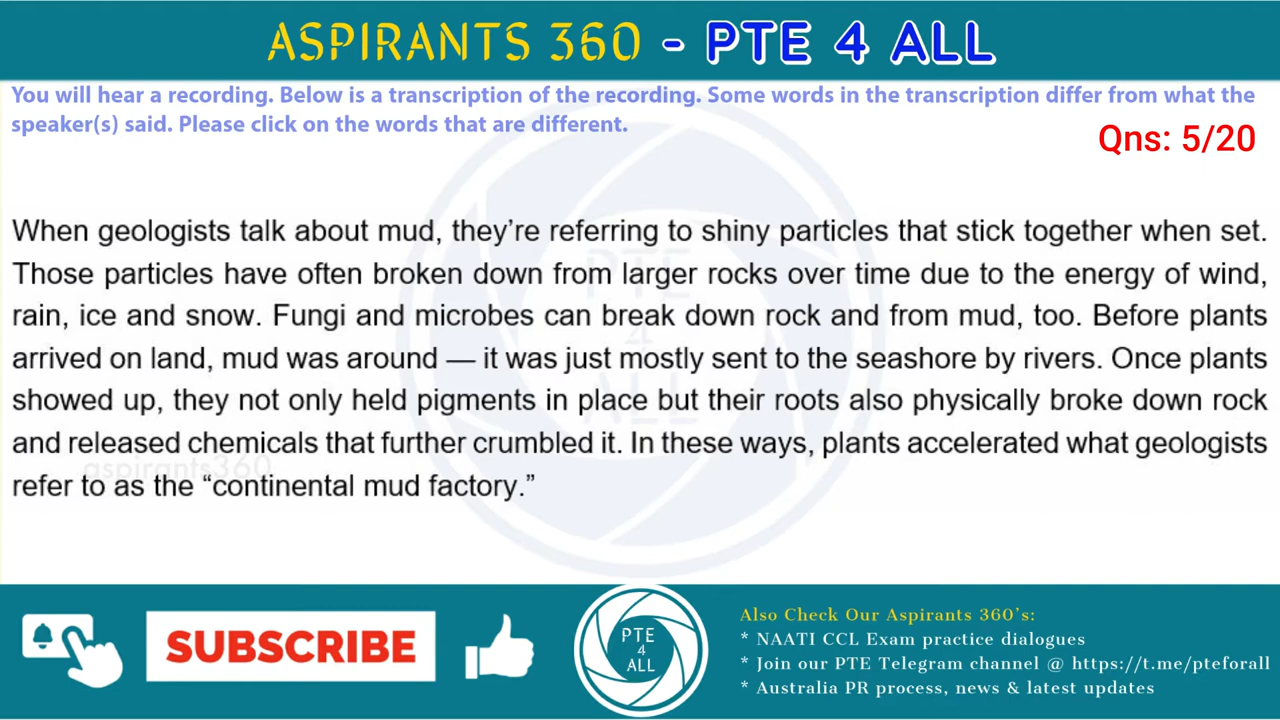 ASPIRANTS 360 - PTE 4 ALL
You will hear a recording. Below is a transcription of the recording. Some words in the transcription differ from what the
speaker(s) said. Please click on the words that are different.
Qns: 5/20
When geologists talk about mud, they’re referring to shiny particles that stick together when set.
Those particles have often broken down from larger rocks over time due to the energy of wind,
rain, ice and snow. Fungi and microbes can break down rock and from mud, too. Before plants
arrived on land, mud was around — it was just mostly sent to the seashore by rivers. Once plants
showed up, they not only held pigments in place but their roots also physically broke down rock
and released chemicals that further crumbled it. In these ways, plants accelerated what geologists
refer to as the “continental mud factory.”
aspirants360
PTE
4
ALL
SUBSCRIBE
PTE
4
ALL
Also Check Our Aspirants 360's:
* NAATI CCL Exam practice dialogues
* Join our PTE Telegram channel @ https://t.me/pteforall
* Australia PR process, news & latest updates